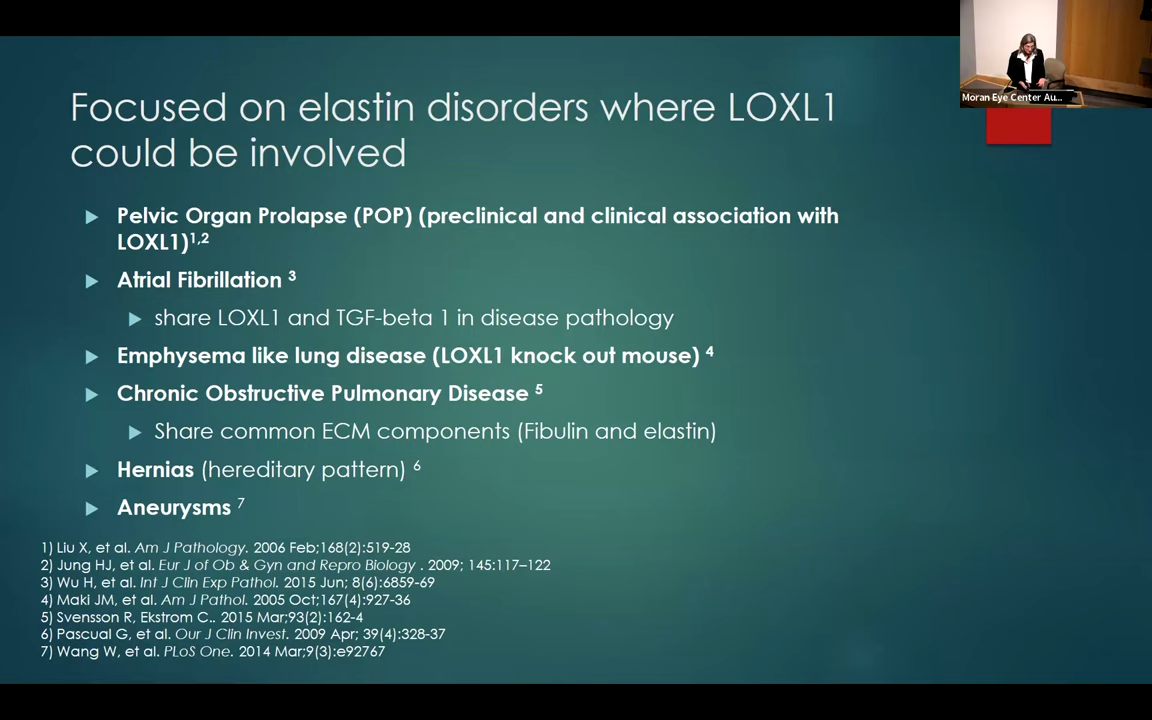 Focused on elastin disorders where LOXL1
could be involved
Moran Eye Center Au...
Pelvic Organ Prolapse (POP) (preclinical and clinical association with
LOXL1)1,2
Atrial Fibrillation 3
share LOXL1 and TGF-beta 1 in disease pathology
Emphysema like lung disease (LOXL1 knock out mouse) 4
Chronic Obstructive Pulmonary Disease 5
Share common ECM components (Fibulin and elastin)
Hernias (hereditary pattern) 6
Aneurysms 7
1) Liu X, et al. Am J Pathology. 2006 Feb;168(2):519-28
2) Jung HJ, et al. Eur J of Ob & Gyn and Repro Biology . 2009; 145:117–122
3) Wu H, et al. Int J Clin Exp Pathol. 2015 Jun; 8(6):6859-69
4) Maki JM, et al. Am J Pathol. 2005 Oct;167(4):927-36
5) Svensson R, Ekstrom C.. 2015 Mar;93(2):162-4
6) Pascual G, et al. Our J Clin Invest. 2009 Apr; 39(4):328-37
7) Wang W, et al. PLoS One. 2014 Mar;9(3):e92767